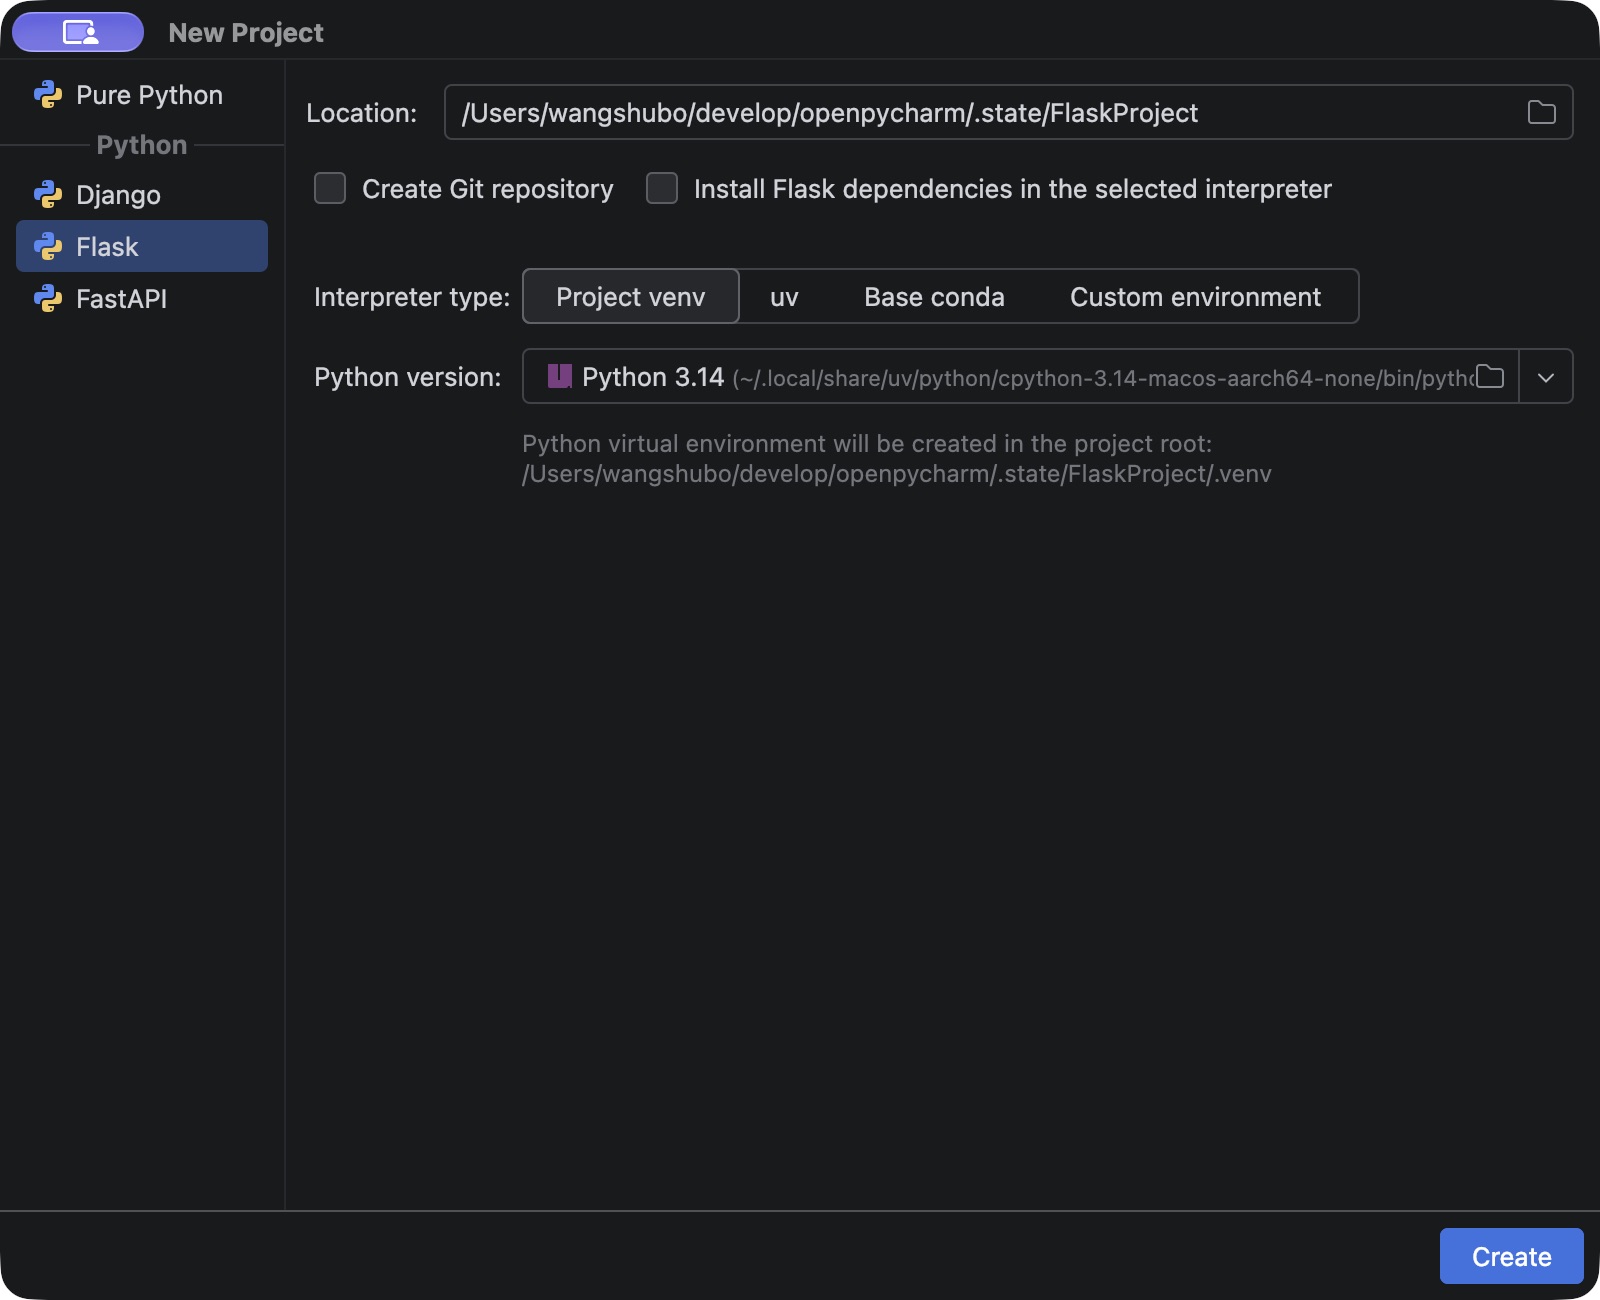 New Project
Pure Python
Python
Django
Flask
FastAPI
Location: /Users/wangshubo/develop/openpycharm/.state/FlaskProject
Create Git repository Install Flask dependencies in the selected interpreter
Interpreter type: Project venv uv Base conda Custom environment
Python version: Python 3.14 (~/.local/share/uv/python/cpython-3.14-macos-aarch64-none/bin/pytho
Python virtual environment will be created in the project root:
/Users/wangshubo/develop/openpycharm/.state/FlaskProject/.venv
Create